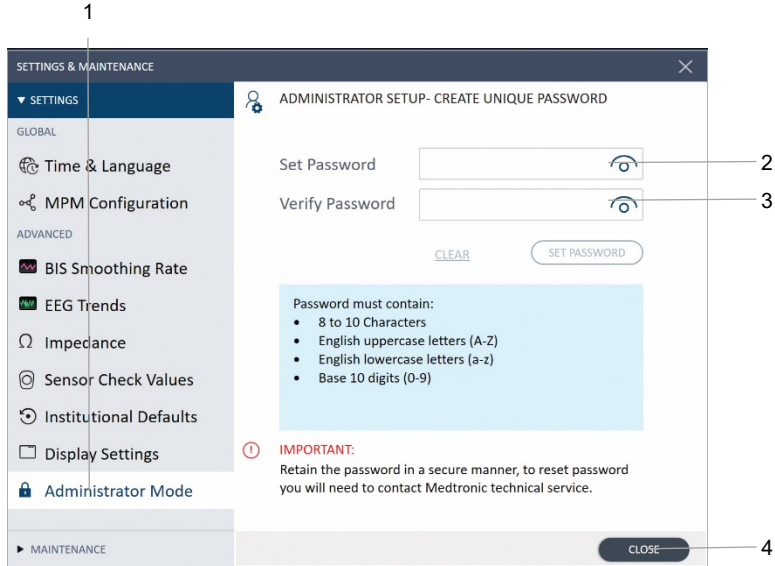 1
SETTINGS & MAINTENANCE
▼ SETTINGS
GLOBAL
Time & Language
MPM Configuration
ADVANCED
BIS Smoothing Rate
EEG Trends
Ω Impedance
Sensor Check Values
Institutional Defaults
Display Settings
Administrator Mode
► MAINTENANCE
ADMINISTRATOR SETUP- CREATE UNIQUE PASSWORD
Set Password
2
Verify Password
3
CLEAR
SET PASSWORD
Password must contain:
• 8 to 10 Characters
• English uppercase letters (A-Z)
• English lowercase letters (a-z)
• Base 10 digits (0-9)
IMPORTANT:
Retain the password in a secure manner, to reset password
you will need to contact Medtronic technical service.
CLOSE
4